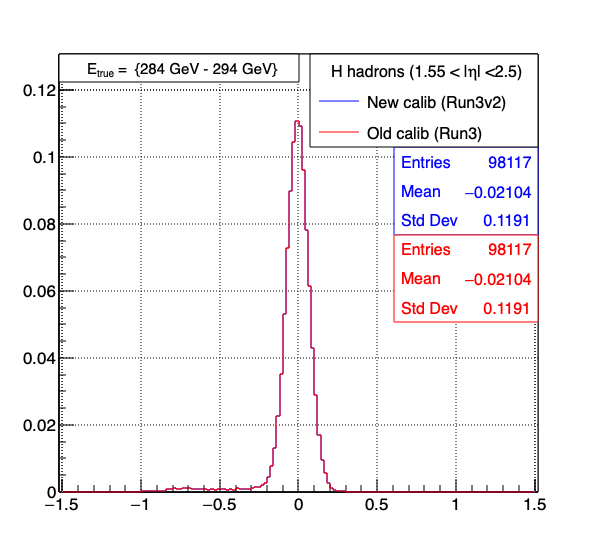 E_true = {284 GeV - 294 GeV}
H hadrons (1.55 < |η| <2.5)
New calib (Run3v2)
Old calib (Run3)
Entries 98117
Mean −0.02104
Std Dev 0.1191
Entries 98117
Mean −0.02104
Std Dev 0.1191
0.12
0.1
0.08
0.06
0.04
0.02
0
−1.5 −1 −0.5 0 0.5 1 1.5